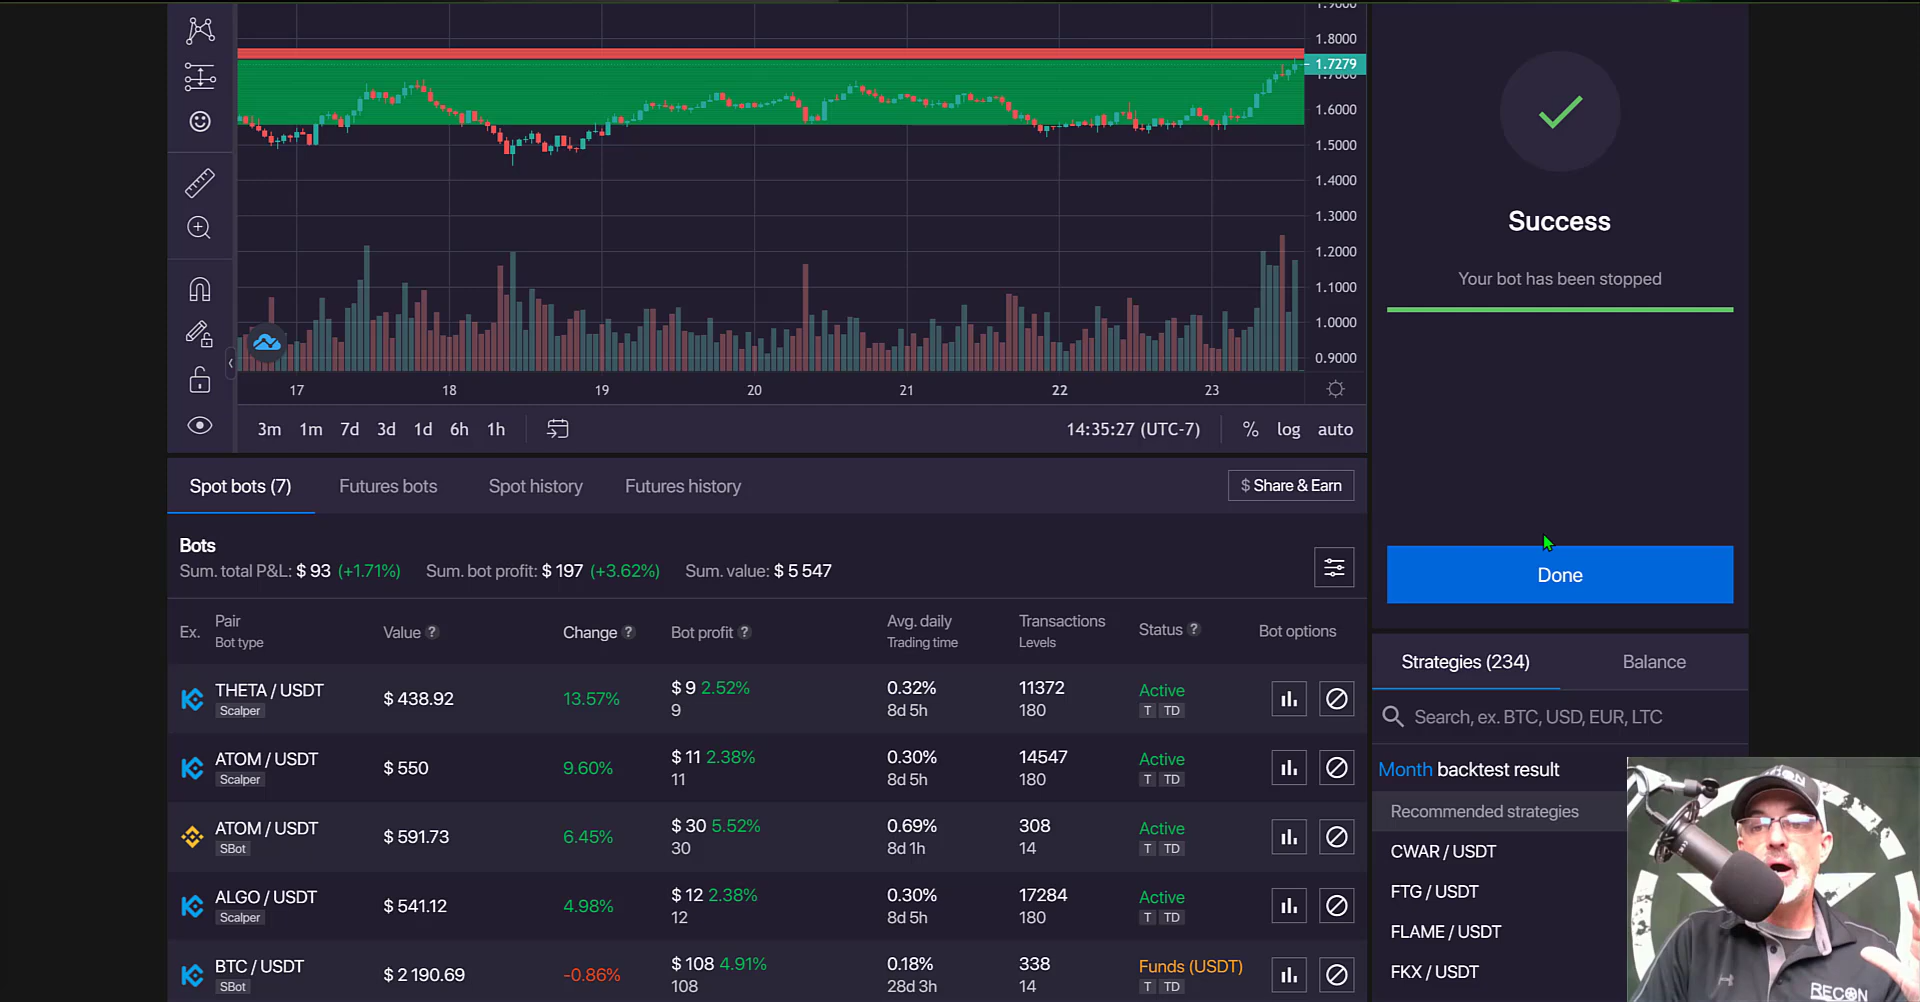 1.9000
1.8000
1.7279
1.7000
1.6000
1.5000
1.4000
1.3000
1.2000
1.1000
1.0000
0.9000
17 18 19 20 21 22 23
3m 1m 7d 3d 1d 6h 1h
14:35:27 (UTC-7) % log auto
Success
Your bot has been stopped
Done
Spot bots (7) Futures bots Spot history Futures history
$ Share & Earn
Bots
Sum. total P&L: $ 93 (+1.71%) Sum. bot profit: $ 197 (+3.62%) Sum. value: $ 5 547
Ex. Pair Value ? Change ? Bot profit ? Avg. daily Transactions Status ? Bot options
Bot type Trading time Levels
THETA / USDT $ 438.92 13.57% $ 9 2.52% 0.32% 11372 Active
Scalper 9 8d 5h 180 T TD
ATOM / USDT $ 550 9.60% $ 11 2.38% 0.30% 14547 Active
Scalper 11 8d 5h 180 T TD
ATOM / USDT $ 591.73 6.45% $ 30 5.52% 0.69% 308 Active
SBot 30 8d 1h 14 T TD
ALGO / USDT $ 541.12 4.98% $ 12 2.38% 0.30% 17284 Active
Scalper 12 8d 5h 180 T TD
BTC / USDT $ 2 190.69 -0.86% $ 108 4.91% 0.18% 338 Funds (USDT)
SBot 108 28d 3h 14 T TD
Strategies (234) Balance
Search, ex. BTC, USD, EUR, LTC
Month backtest result
Recommended strategies
CWAR / USDT
FTG / USDT
FLAME / USDT
FKX / USDT
RECON